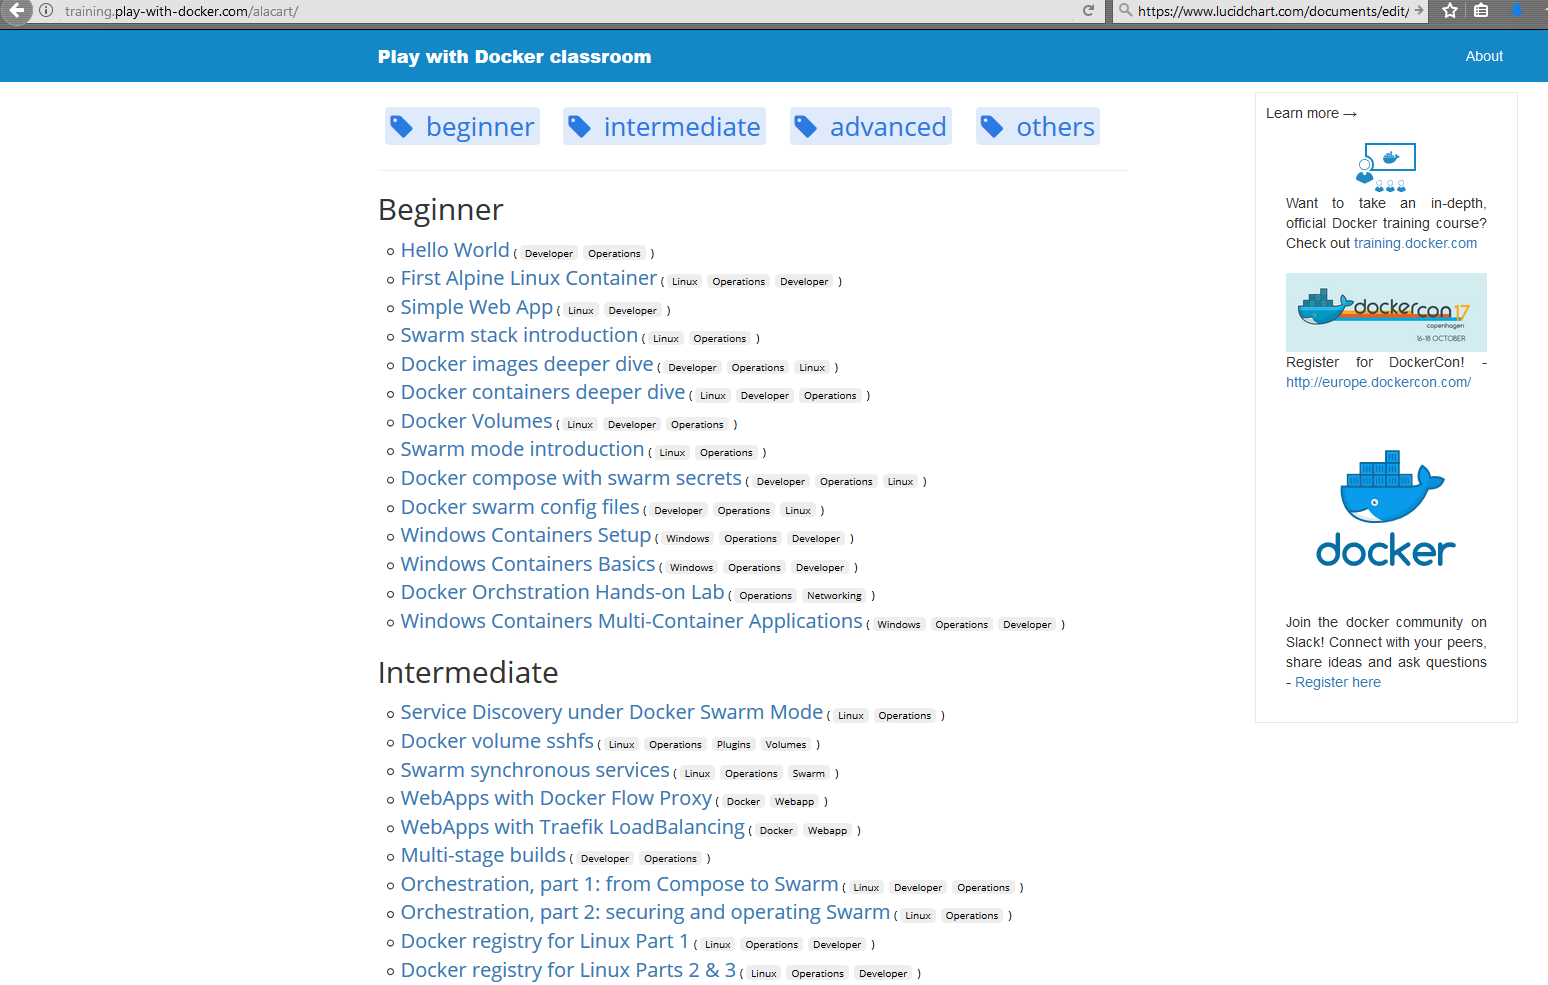 training.play-with-docker.com/alacart/
https://www.lucidchart.com/documents/edit/
Play with Docker classroom
About
beginner
intermediate
advanced
others
Beginner
Hello World ( Developer Operations )
First Alpine Linux Container ( Linux Operations Developer )
Simple Web App ( Linux Developer )
Swarm stack introduction ( Linux Operations )
Docker images deeper dive ( Developer Operations Linux )
Docker containers deeper dive ( Linux Developer Operations )
Docker Volumes ( Linux Developer Operations )
Swarm mode introduction ( Linux Operations )
Docker compose with swarm secrets ( Developer Operations Linux )
Docker swarm config files ( Developer Operations Linux )
Windows Containers Setup ( Windows Operations Developer )
Windows Containers Basics ( Windows Operations Developer )
Docker Orchstration Hands-on Lab ( Operations Networking )
Windows Containers Multi-Container Applications ( Windows Operations Developer )
Intermediate
Service Discovery under Docker Swarm Mode ( Linux Operations )
Docker volume sshfs ( Linux Operations Plugins Volumes )
Swarm synchronous services ( Linux Operations Swarm )
WebApps with Docker Flow Proxy ( Docker Webapp )
WebApps with Traefik LoadBalancing ( Docker Webapp )
Multi-stage builds ( Developer Operations )
Orchestration, part 1: from Compose to Swarm ( Linux Developer Operations )
Orchestration, part 2: securing and operating Swarm ( Linux Operations )
Docker registry for Linux Part 1 ( Linux Operations Developer )
Docker registry for Linux Parts 2 & 3 ( Linux Operations Developer )
Learn more →
Want to take an in-depth,
official Docker training course?
Check out training.docker.com
dockercon 17
copenhagen
16-18 OCTOBER
Register for DockerCon! -
http://europe.dockercon.com/
docker
Join the docker community on
Slack! Connect with your peers,
share ideas and ask questions
- Register here